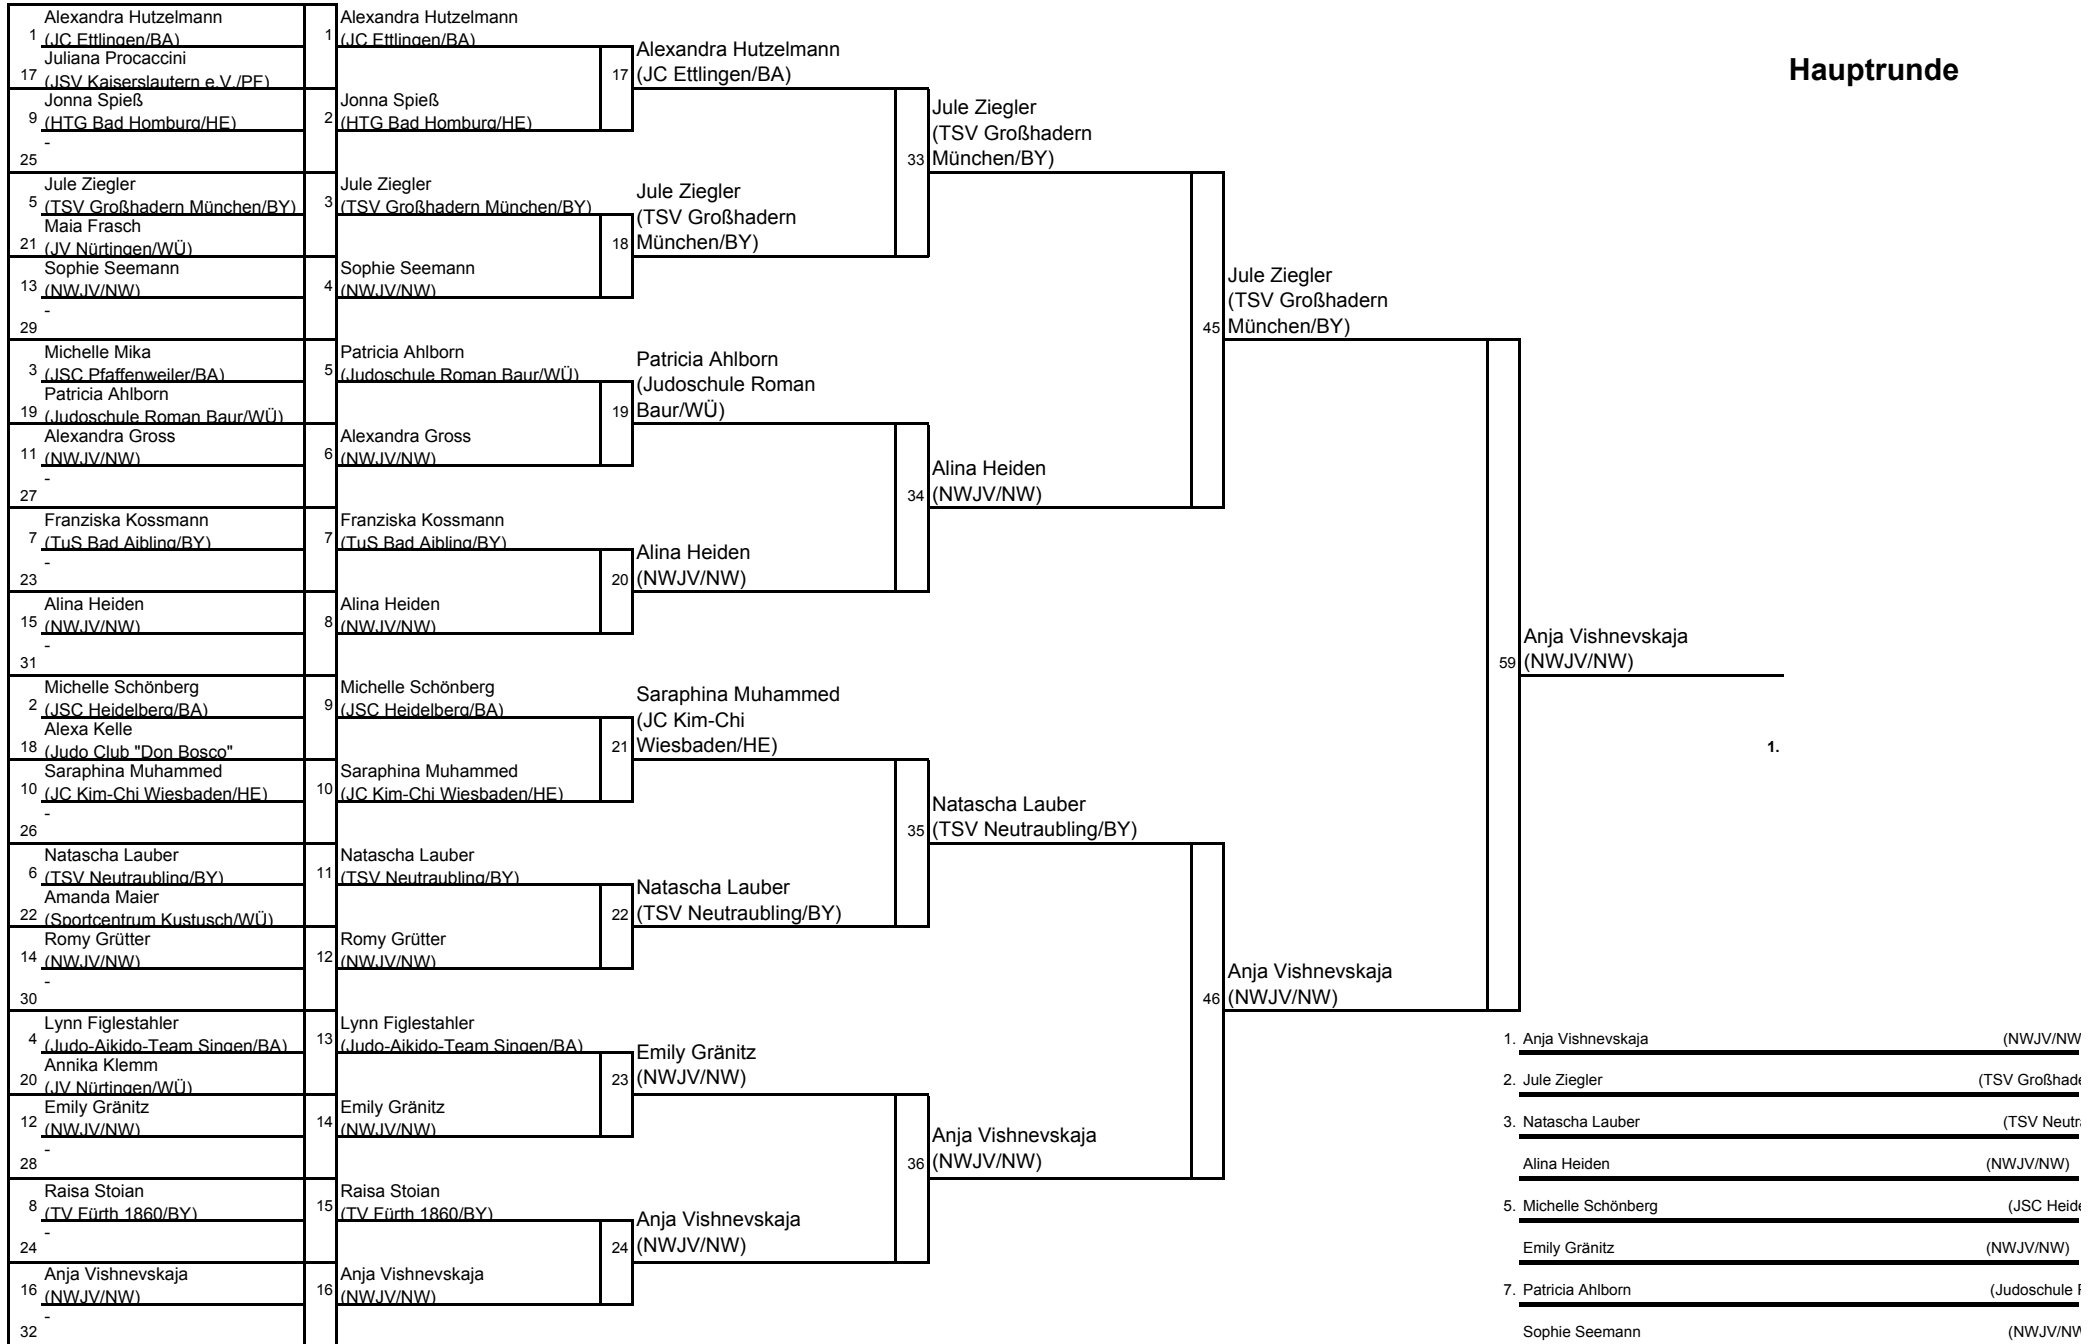 Hauptrunde
1
Alexandra Hutzelmann
(JC Ettlingen/BA)
17
Juliana Procaccini
(JSV Kaiserslautern e.V./PF)
9
Jonna Spieß
(HTG Bad Homburg/HE)
25
-
5
Jule Ziegler
(TSV Großhadern München/BY)
21
Maia Frasch
(JV Nürtingen/WÜ)
13
Sophie Seemann
(NWJV/NW)
29
-
3
Michelle Mika
(JSC Pfaffenweiler/BA)
19
Patricia Ahlborn
(Judoschule Roman Baur/WÜ)
11
Alexandra Gross
(NWJV/NW)
27
-
7
Franziska Kossmann
(TuS Bad Aibling/BY)
23
-
15
Alina Heiden
(NWJV/NW)
31
-
2
Michelle Schönberg
(JSC Heidelberg/BA)
18
Alexa Kelle
(Judo Club "Don Bosco"
10
Saraphina Muhammed
(JC Kim-Chi Wiesbaden/HE)
26
-
6
Natascha Lauber
(TSV Neutraubling/BY)
22
Amanda Maier
(Sportcentrum Kustusch/WÜ)
14
Romy Grütter
(NWJV/NW)
30
-
4
Lynn Figlestahler
(Judo-Aikido-Team Singen/BA)
20
Annika Klemm
(JV Nürtingen/WÜ)
12
Emily Gränitz
(NWJV/NW)
28
-
8
Raisa Stoian
(TV Fürth 1860/BY)
24
-
16
Anja Vishnevskaja
(NWJV/NW)
32
-
1
Alexandra Hutzelmann
(JC Ettlingen/BA)
2
Jonna Spieß
(HTG Bad Homburg/HE)
3
Jule Ziegler
(TSV Großhadern München/BY)
4
Sophie Seemann
(NWJV/NW)
5
Patricia Ahlborn
(Judoschule Roman Baur/WÜ)
6
Alexandra Gross
(NWJV/NW)
7
Franziska Kossmann
(TuS Bad Aibling/BY)
8
Alina Heiden
(NWJV/NW)
9
Michelle Schönberg
(JSC Heidelberg/BA)
10
Saraphina Muhammed
(JC Kim-Chi Wiesbaden/HE)
11
Natascha Lauber
(TSV Neutraubling/BY)
12
Romy Grütter
(NWJV/NW)
13
Lynn Figlestahler
(Judo-Aikido-Team Singen/BA)
14
Emily Gränitz
(NWJV/NW)
15
Raisa Stoian
(TV Fürth 1860/BY)
16
Anja Vishnevskaja
(NWJV/NW)
17
Alexandra Hutzelmann
(JC Ettlingen/BA)
18
Jule Ziegler
(TSV Großhadern
München/BY)
19
Patricia Ahlborn
(Judoschule Roman
Baur/WÜ)
20
Alina Heiden
(NWJV/NW)
21
Saraphina Muhammed
(JC Kim-Chi
Wiesbaden/HE)
22
Natascha Lauber
(TSV Neutraubling/BY)
23
Emily Gränitz
(NWJV/NW)
24
Anja Vishnevskaja
(NWJV/NW)
33
Jule Ziegler
(TSV Großhadern
München/BY)
34
Alina Heiden
(NWJV/NW)
35
Natascha Lauber
(TSV Neutraubling/BY)
36
Anja Vishnevskaja
(NWJV/NW)
45
Jule Ziegler
(TSV Großhadern
München/BY)
46
Anja Vishnevskaja
(NWJV/NW)
59
Anja Vishnevskaja
(NWJV/NW)
1.
1. Anja Vishnevskaja (NWJV/NW
2. Jule Ziegler (TSV Großhade
3. Natascha Lauber (TSV Neutra
Alina Heiden (NWJV/NW)
5. Michelle Schönberg (JSC Heide
Emily Gränitz (NWJV/NW)
7. Patricia Ahlborn (Judoschule
Sophie Seemann (NWJV/NW